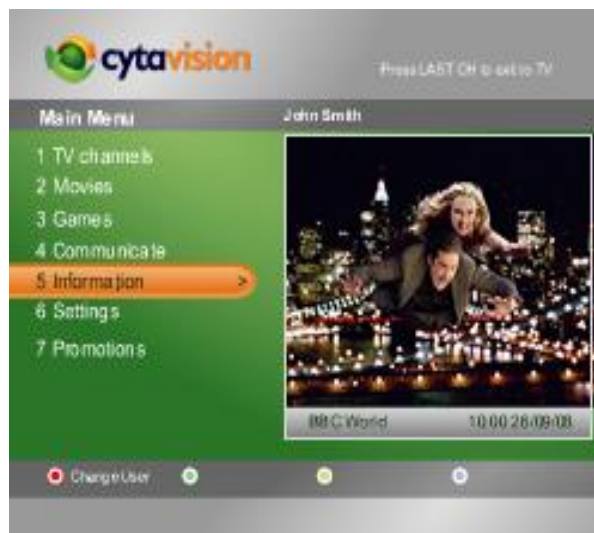 cytavision
Press LAST CH to exit to TV
Main Menu
John Smith
1 TV channels
2 Movies
3 Games
4 Communicate
5 Information >
6 Settings
7 Promotions
BBC World 10:00 26/09/08
Change User